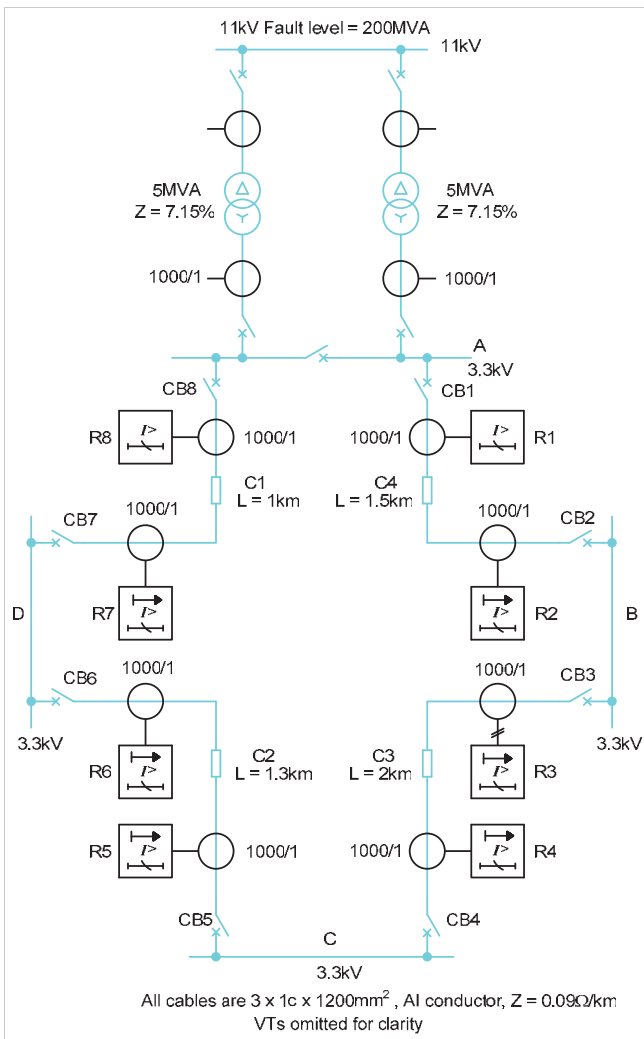 11kV Fault level = 200MVA
11kV
5MVA
Z = 7.15%
5MVA
Z = 7.15%
1000/1
1000/1
A
3.3kV
CB8
CB1
R8
I>
1000/1
1000/1
I>
R1
C1
L = 1km
C4
L = 1.5km
CB7
1000/1
1000/1
CB2
D
R7
I>
I>
R2
B
CB6
1000/1
1000/1
CB3
3.3kV
3.3kV
R6
I>
C2
L = 1.3km
C3
L = 2km
I>
R3
R5
I>
1000/1
1000/1
I>
R4
CB5
CB4
C
3.3kV
All cables are 3 x 1c x 1200mm², Al conductor, Z = 0.09Ω/km
VTs omitted for clarity